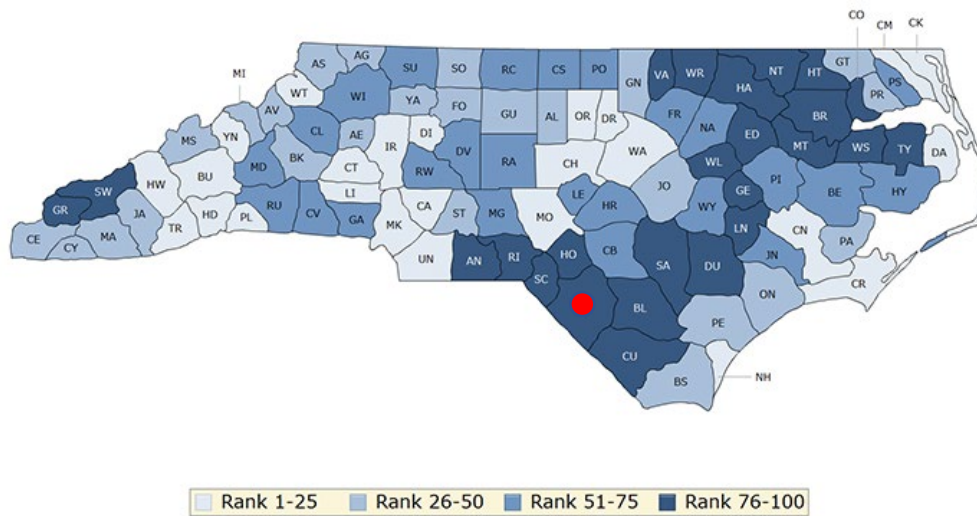 CO
CM
CK
MI
AS
AG
SU
SO
RC
CS
PO
GN
VA
WR
NT
HT
GT
PS
WT
WI
YA
FO
GU
AL
OR
DR
FR
HA
BR
PR
MS
YN
AV
CL
AE
DI
NA
ED
MT
WS
TY
DA
SW
GR
HW
BU
MD
BK
CT
IR
RW
DV
RA
CH
WA
WL
JA
HD
PL
RU
CV
LI
GA
CA
ST
MG
LE
HR
JO
GE
PI
BE
HY
CE
CY
MA
TR
MK
MO
WY
LN
CN
PA
UN
AN
RI
HO
CB
SA
DU
JN
CR
SC
BL
ON
PE
CU
BS
NH
Rank 1-25 Rank 26-50 Rank 51-75 Rank 76-100